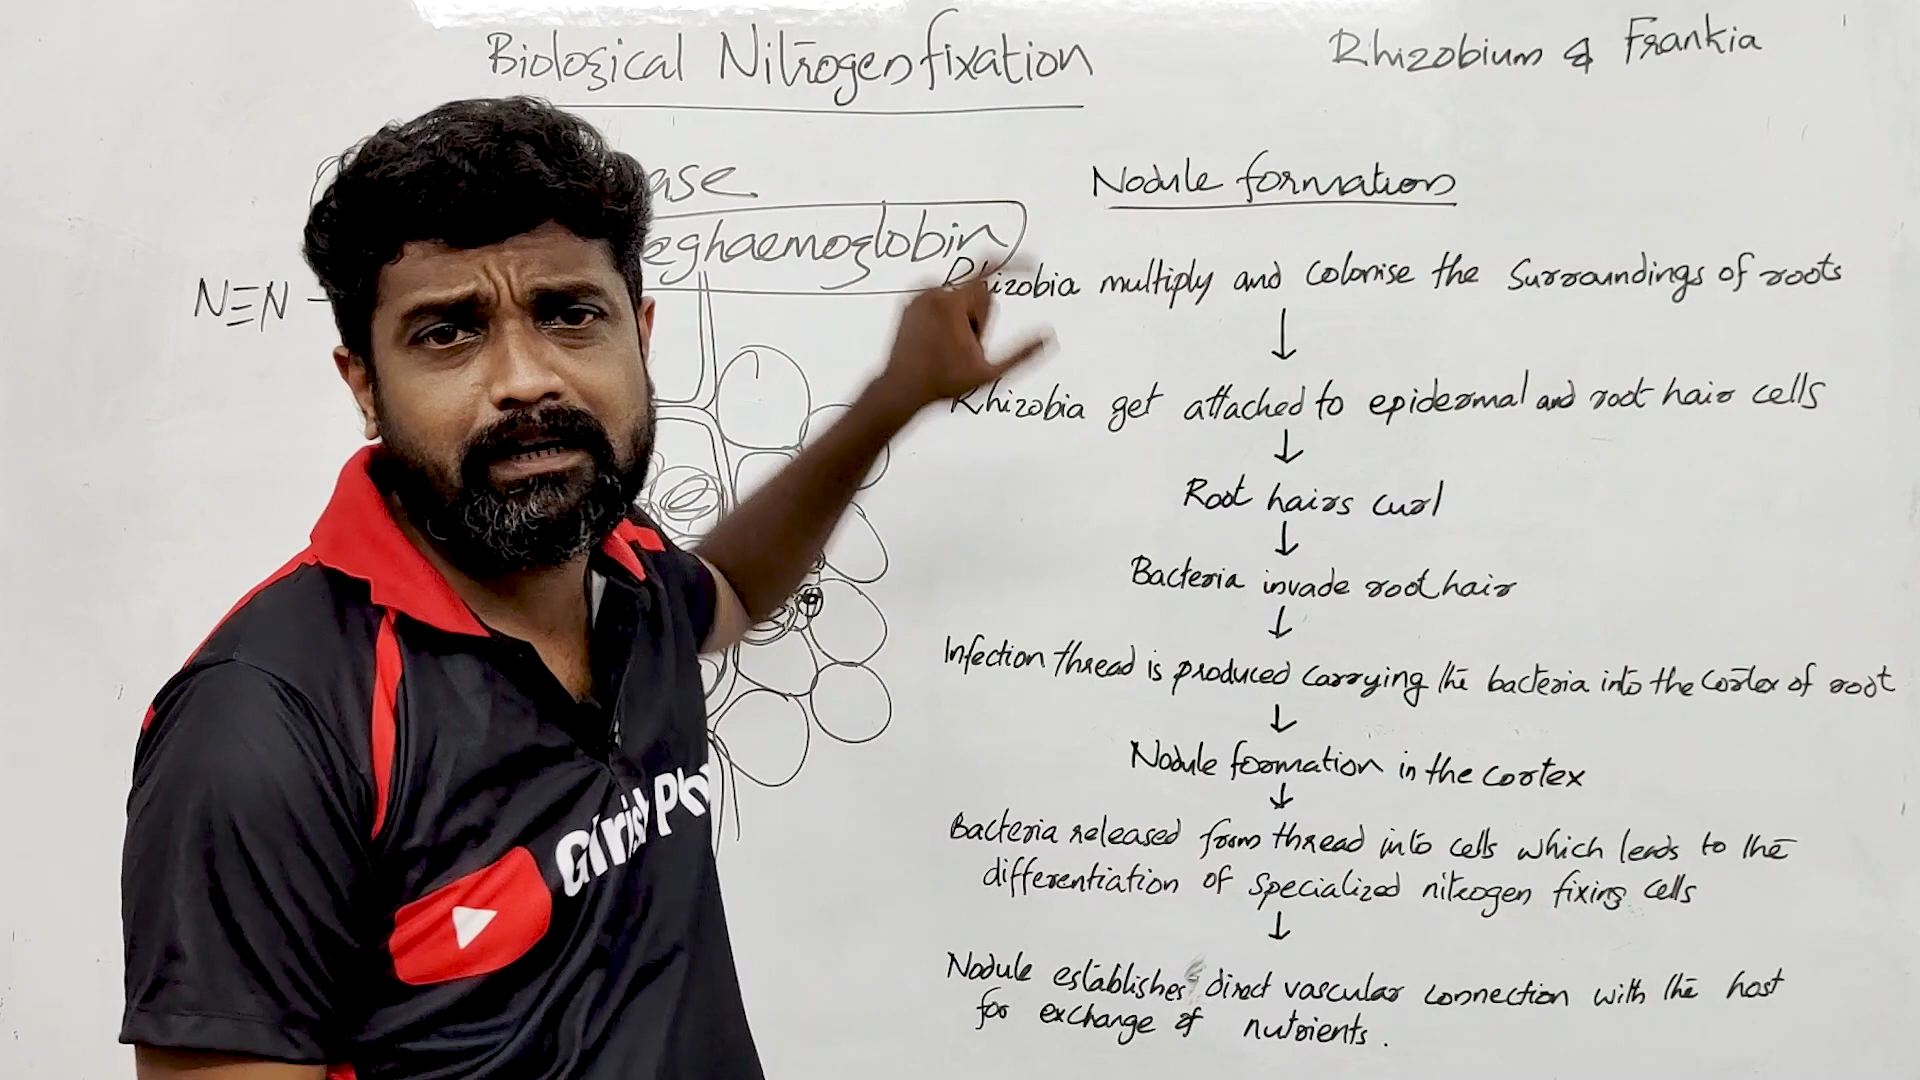 Biological Nitrogen fixation
Rhizobium & Frankia
ase
eghaemoglobin
N≡N
Nodule formation
Rhizobia multiply and colonise the surroundings of roots
↓
Rhizobia get attached to epidermal and root hair cells
↓
Root hairs curl
↓
Bacteria invade root hair
↓
Infection thread is produced carrying the bacteria into the cortex of root
↓
Nodule formation in the cortex
↓
Bacteria released from thread into cells which leads to the
differentiation of specialized nitrogen fixing cells
↓
Nodule establishes direct vascular connection with the host
for exchange of nutrients.
Girish Ph